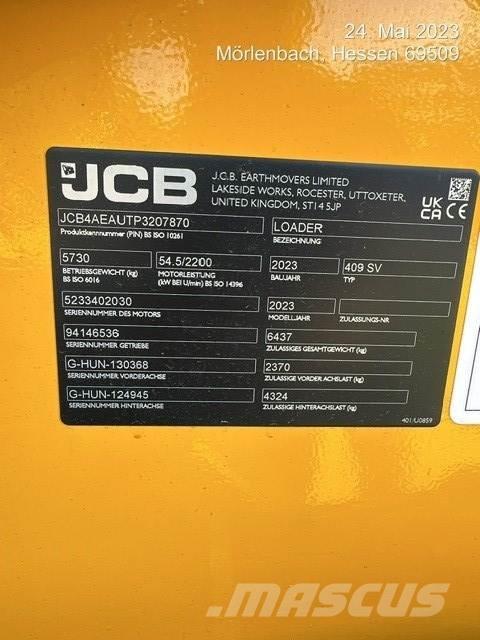 24. Mai 2023
Mörlenbach, Hessen 69509
JCB
J.C.B. EARTHMOVERS LIMITED
LAKESIDE WORKS, ROCESTER, UTTOXETER,
UNITED KINGDOM, ST14 5JP
UK
CA CE
JCB4AEAUTP3207870
Produktkennnummer (PIN) BS ISO 10261
LOADER
BEZEICHNUNG
5730
BETRIEBSGEWICHT (kg)
BS ISO 6016
54.5/2200
MOTORLEISTUNG
(kW BEI U/min) BS ISO 14396
2023
BAUJAHR
409 SV
TYP
5233402030
SERIENNUMMER DES MOTORS
2023
MODELLJAHR
ZULASSUNGS-NR
94146536
SERIENNUMMER GETRIEBE
6437
ZULÄSSIGES GESAMTGEWICHT (kg)
G-HUN-130368
SERIENNUMMER VORDERACHSE
2370
ZULÄSSIGE VORDER ACHSLAST (kg)
G-HUN-124945
SERIENNUMMER HINTERACHSE
4324
ZULÄSSIGE HINTERACHSLAST (kg)
401/U0859
MASCUS